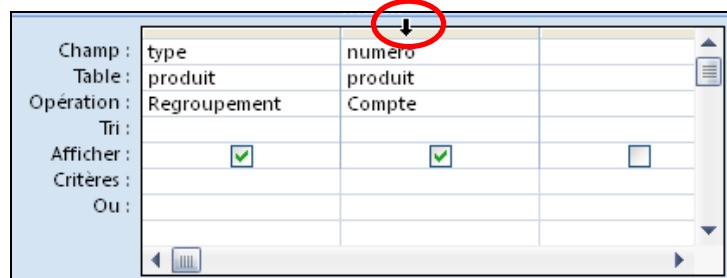 Champ : type numero
Table : produit produit
Opération : Regroupement Compte
Tri :
Afficher :
Critères :
Ou :